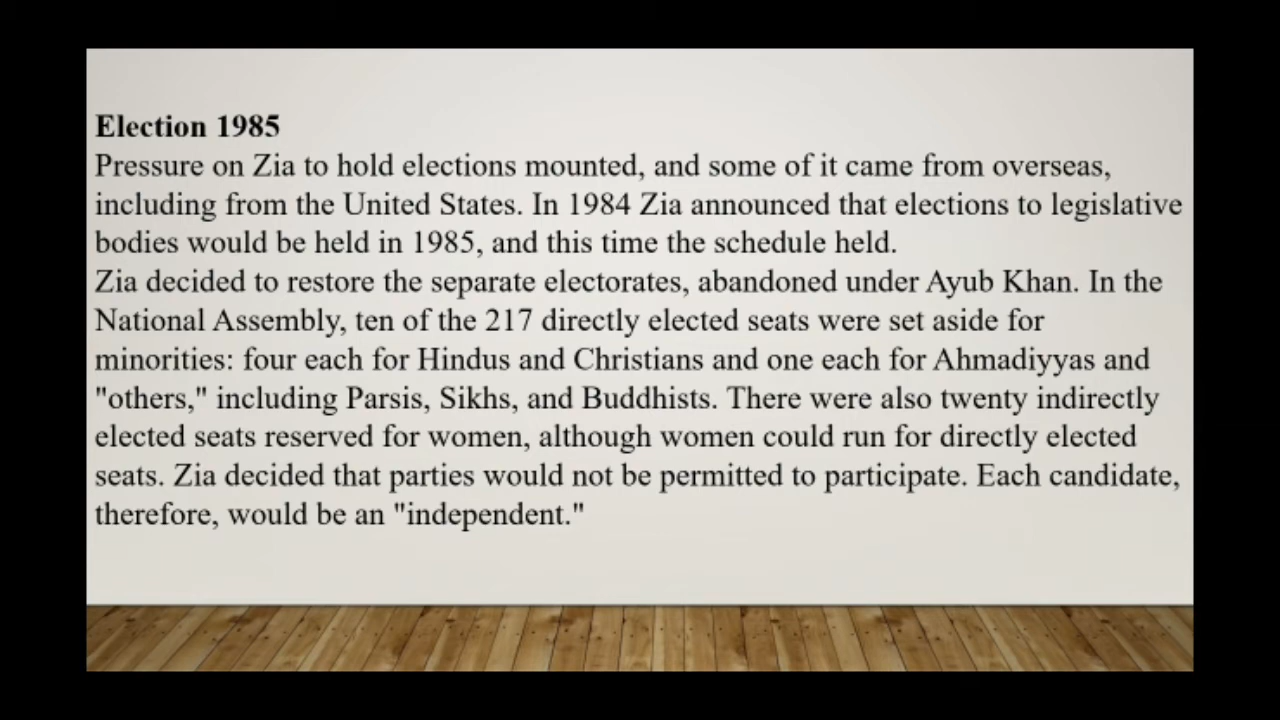 Election 1985
Pressure on Zia to hold elections mounted, and some of it came from overseas,
including from the United States. In 1984 Zia announced that elections to legislative
bodies would be held in 1985, and this time the schedule held.
Zia decided to restore the separate electorates, abandoned under Ayub Khan. In the
National Assembly, ten of the 217 directly elected seats were set aside for
minorities: four each for Hindus and Christians and one each for Ahmadiyyas and
"others," including Parsis, Sikhs, and Buddhists. There were also twenty indirectly
elected seats reserved for women, although women could run for directly elected
seats. Zia decided that parties would not be permitted to participate. Each candidate,
therefore, would be an "independent."